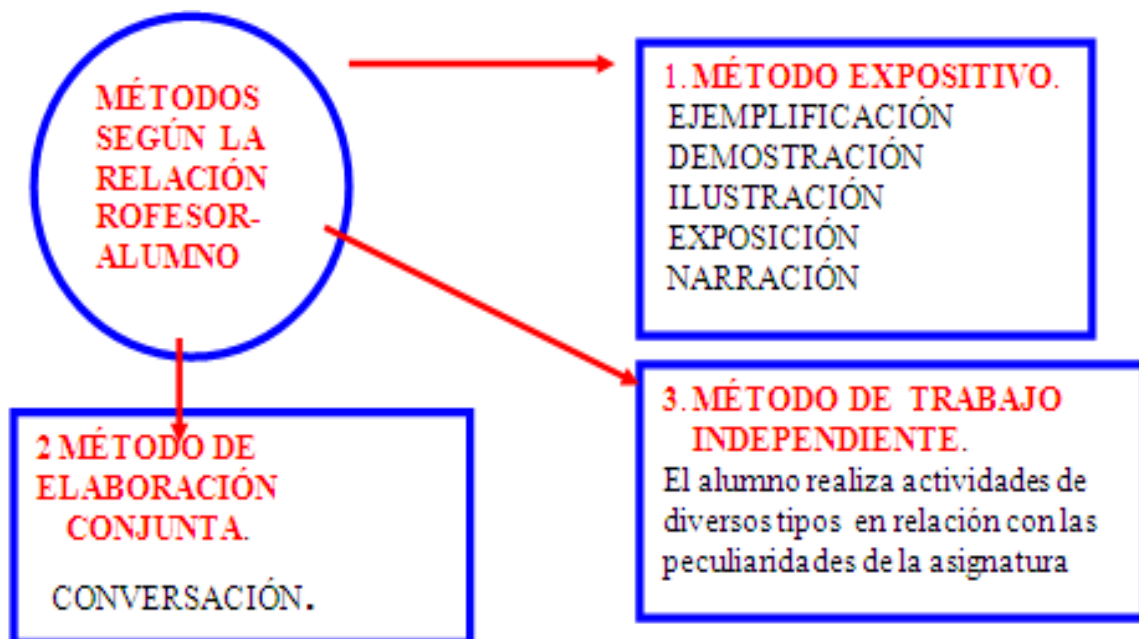 MÉTODOS
SEGÚN LA
RELACIÓN
ROFESOR-
ALUMNO
1. MÉTODO EXPOSITIVO.
EJEMPLIFICACIÓN
DEMOSTRACIÓN
ILUSTRACIÓN
EXPOSICIÓN
NARRACIÓN
2 MÉTODO DE
ELABORACIÓN
CONJUNTA.
CONVERSACIÓN.
3. MÉTODO DE TRABAJO
INDEPENDIENTE.
El alumno realiza actividades de
diversos tipos en relación con las
peculiaridades de la asignatura